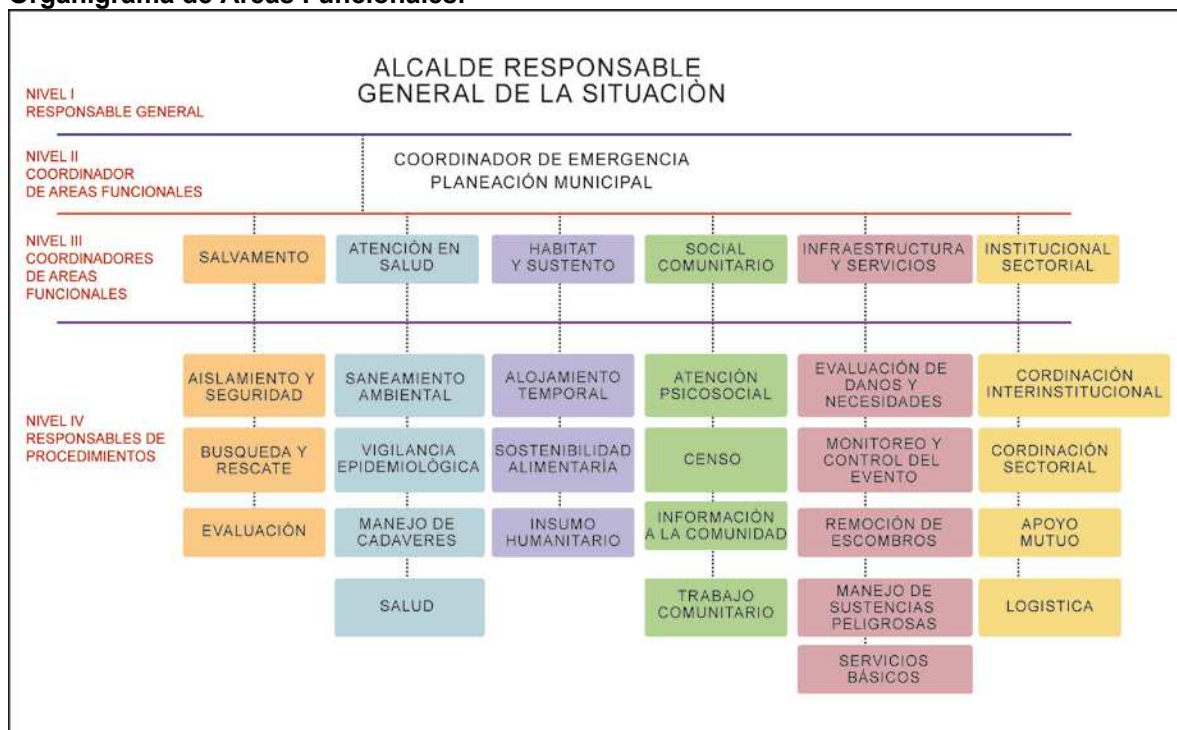 Organigrama de Áreas Funcionales:
ALCALDE RESPONSABLE
GENERAL DE LA SITUACIÒN
NIVEL I
RESPONSABLE GENERAL
NIVEL II
COORDINADOR
DE AREAS FUNCIONALES
COORDINADOR DE EMERGENCIA
PLANEACIÓN MUNICIPAL
NIVEL III
COORDINADORES
DE AREAS
FUNCIONALES
SALVAMENTO
ATENCIÒN EN
SALUD
HABITAT
Y SUSTENTO
SOCIAL
COMUNITARIO
INFRAESTRUCTURA
Y SERVICIOS
INSTITUCIONAL
SECTORIAL
NIVEL IV
RESPONSABLES DE
PROCEDIMIENTOS
AISLAMIENTO Y
SEGURIDAD
SANEAMIENTO
AMBIENTAL
ALOJAMIENTO
TEMPORAL
ATENCIÒN
PSICOSOCIAL
EVALUACIÓN DE
DANOS Y
NECESIDADES
CORDINACIÓN
INTERINSTITUCIONAL
BUSQUEDA Y
RESCATE
VIGILANCIA
EPIDEMIOLÒGICA
SOSTENIBILIDAD
ALIMENTARÍA
CENSO
MONITOREO Y
CONTROL DEL
EVENTO
CORDINACIÓN
SECTORIAL
EVALUACIÓN
MANEJO DE
CADAVERES
INSUMO
HUMANITARIO
INFORMACIÓN
A LA COMUNIDAD
REMOCIÓN DE
ESCOMBROS
APOYO
MUTUO
SALUD
TRABAJO
COMUNITARIO
MANEJO DE
SUSTENCIAS
PELIGROSAS
LOGISTICA
SERVICIOS
BÁSICOS